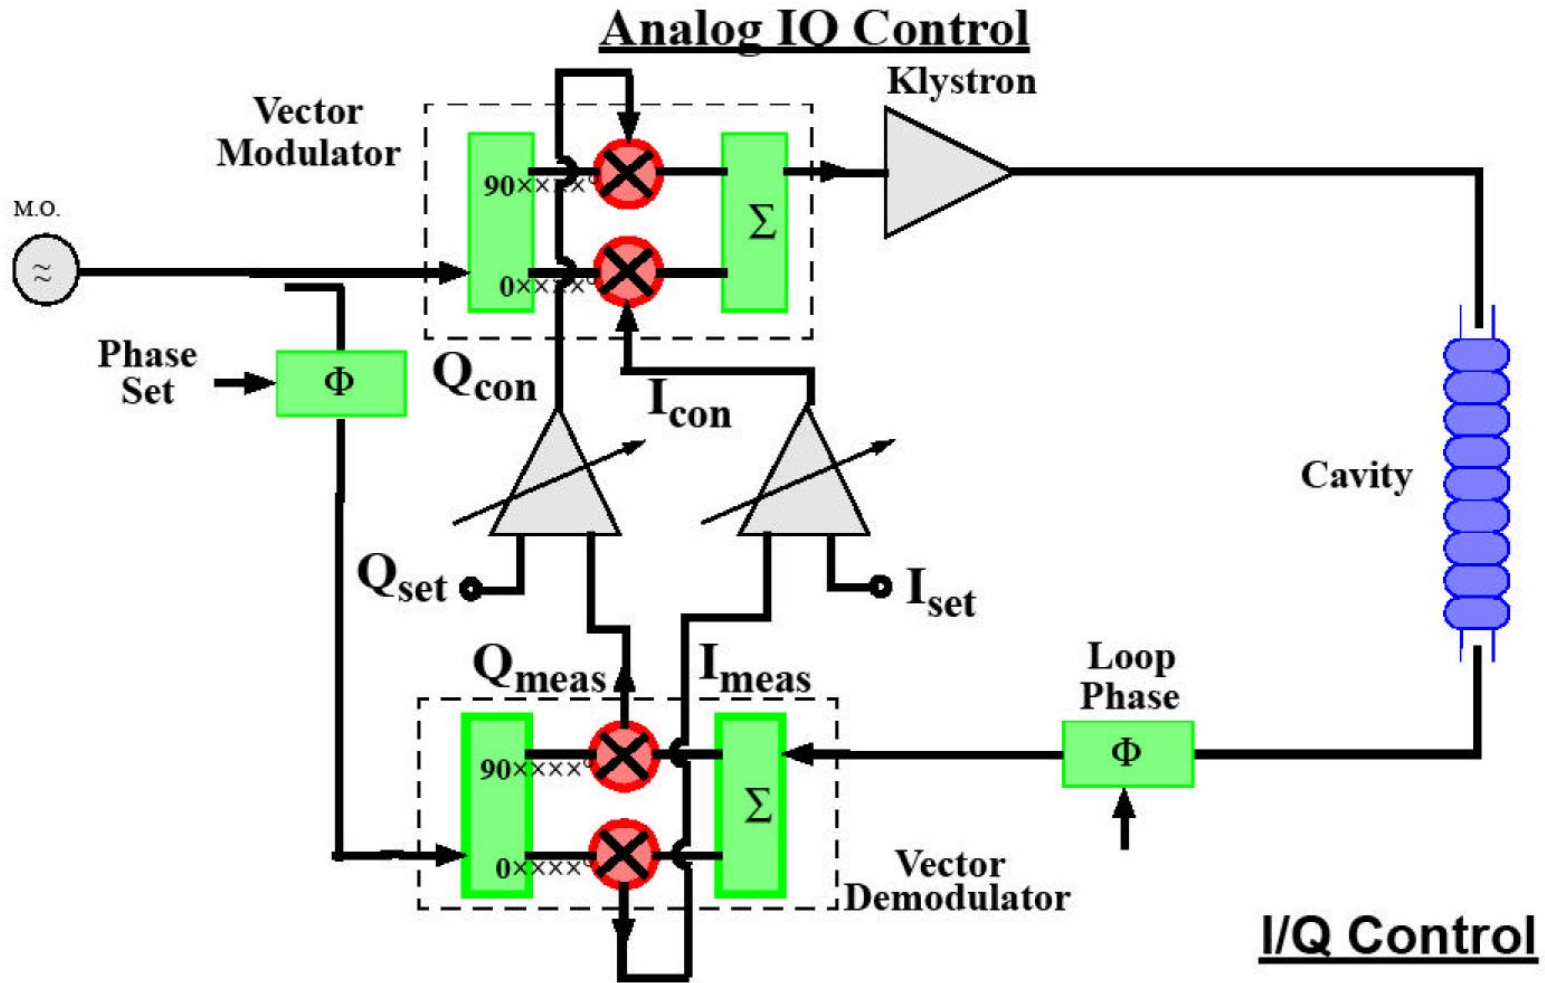 Analog IQ Control
Klystron
Vector
Modulator
M.O.
≈
90××××°
0××××°
Σ
Phase
Set
Φ
Qcon
Icon
Cavity
Qset
Iset
Qmeas
Imeas
Loop
Phase
Φ
90××××°
0××××°
Σ
Vector
Demodulator
I/Q Control